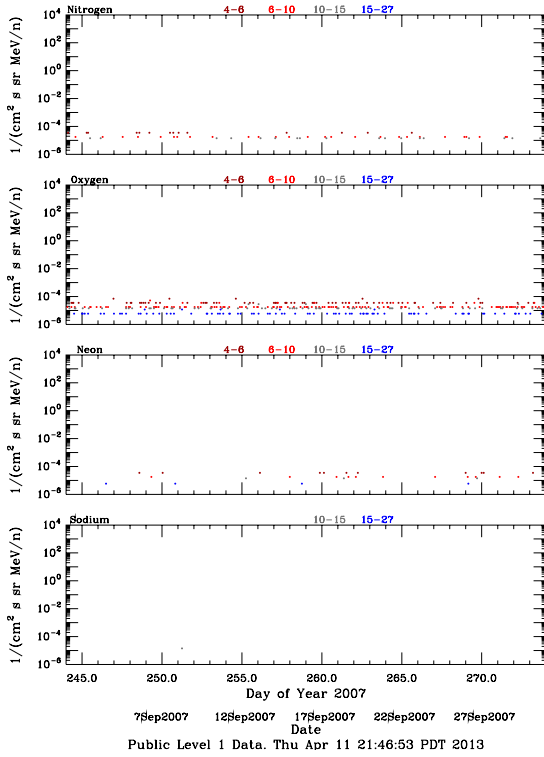 Nitrogen 4-6 6-10 10-15 15-27
10^4
10^2
10^0
10^-2
10^-4
10^-6
1/(cm^2 s sr MeV/n)
Oxygen 4-6 6-10 10-15 15-27
10^4
10^2
10^0
10^-2
10^-4
10^-6
1/(cm^2 s sr MeV/n)
Neon 4-6 6-10 10-15 15-27
10^4
10^2
10^0
10^-2
10^-4
10^-6
1/(cm^2 s sr MeV/n)
Sodium 10-15 15-27
10^4
10^2
10^0
10^-2
10^-4
10^-6
1/(cm^2 s sr MeV/n)
245.0 250.0 255.0 260.0 265.0 270.0
Day of Year 2007
7Sep2007 12Sep2007 17Sep2007 22Sep2007 27Sep2007
Date
Public Level 1 Data. Thu Apr 11 21:46:53 PDT 2013